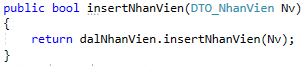 public bool insertNhanVien(DTO_NhanVien Nv)
{
    return dalNhanVien.insertNhanVien(Nv);
}